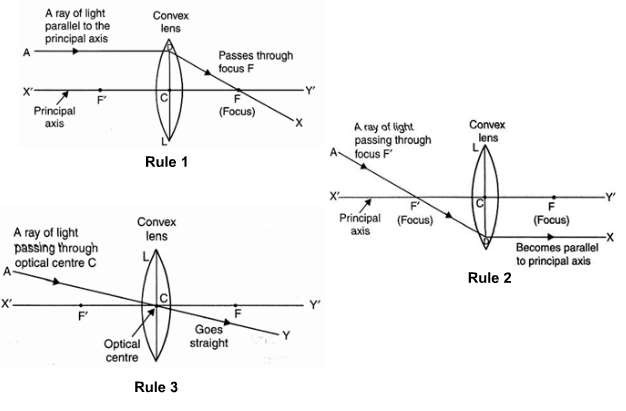 A ray of light
parallel to the
principal axis
Convex
lens
A
D
Passes through
focus F
X'
F'
C
F
(Focus)
Y'
Principal
axis
X
L
Rule 1
A ray of light
passing through
focus F'
Convex
lens
L
A
X'
F'
(Focus)
C
F
(Focus)
Y'
Principal
axis
D
X
Becomes parallel
to principal axis
Rule 2
A ray of light
passing through
optical centre C
Convex
lens
L
A
X'
F'
C
F
Y'
Optical
centre
Goes
straight
Y
Rule 3